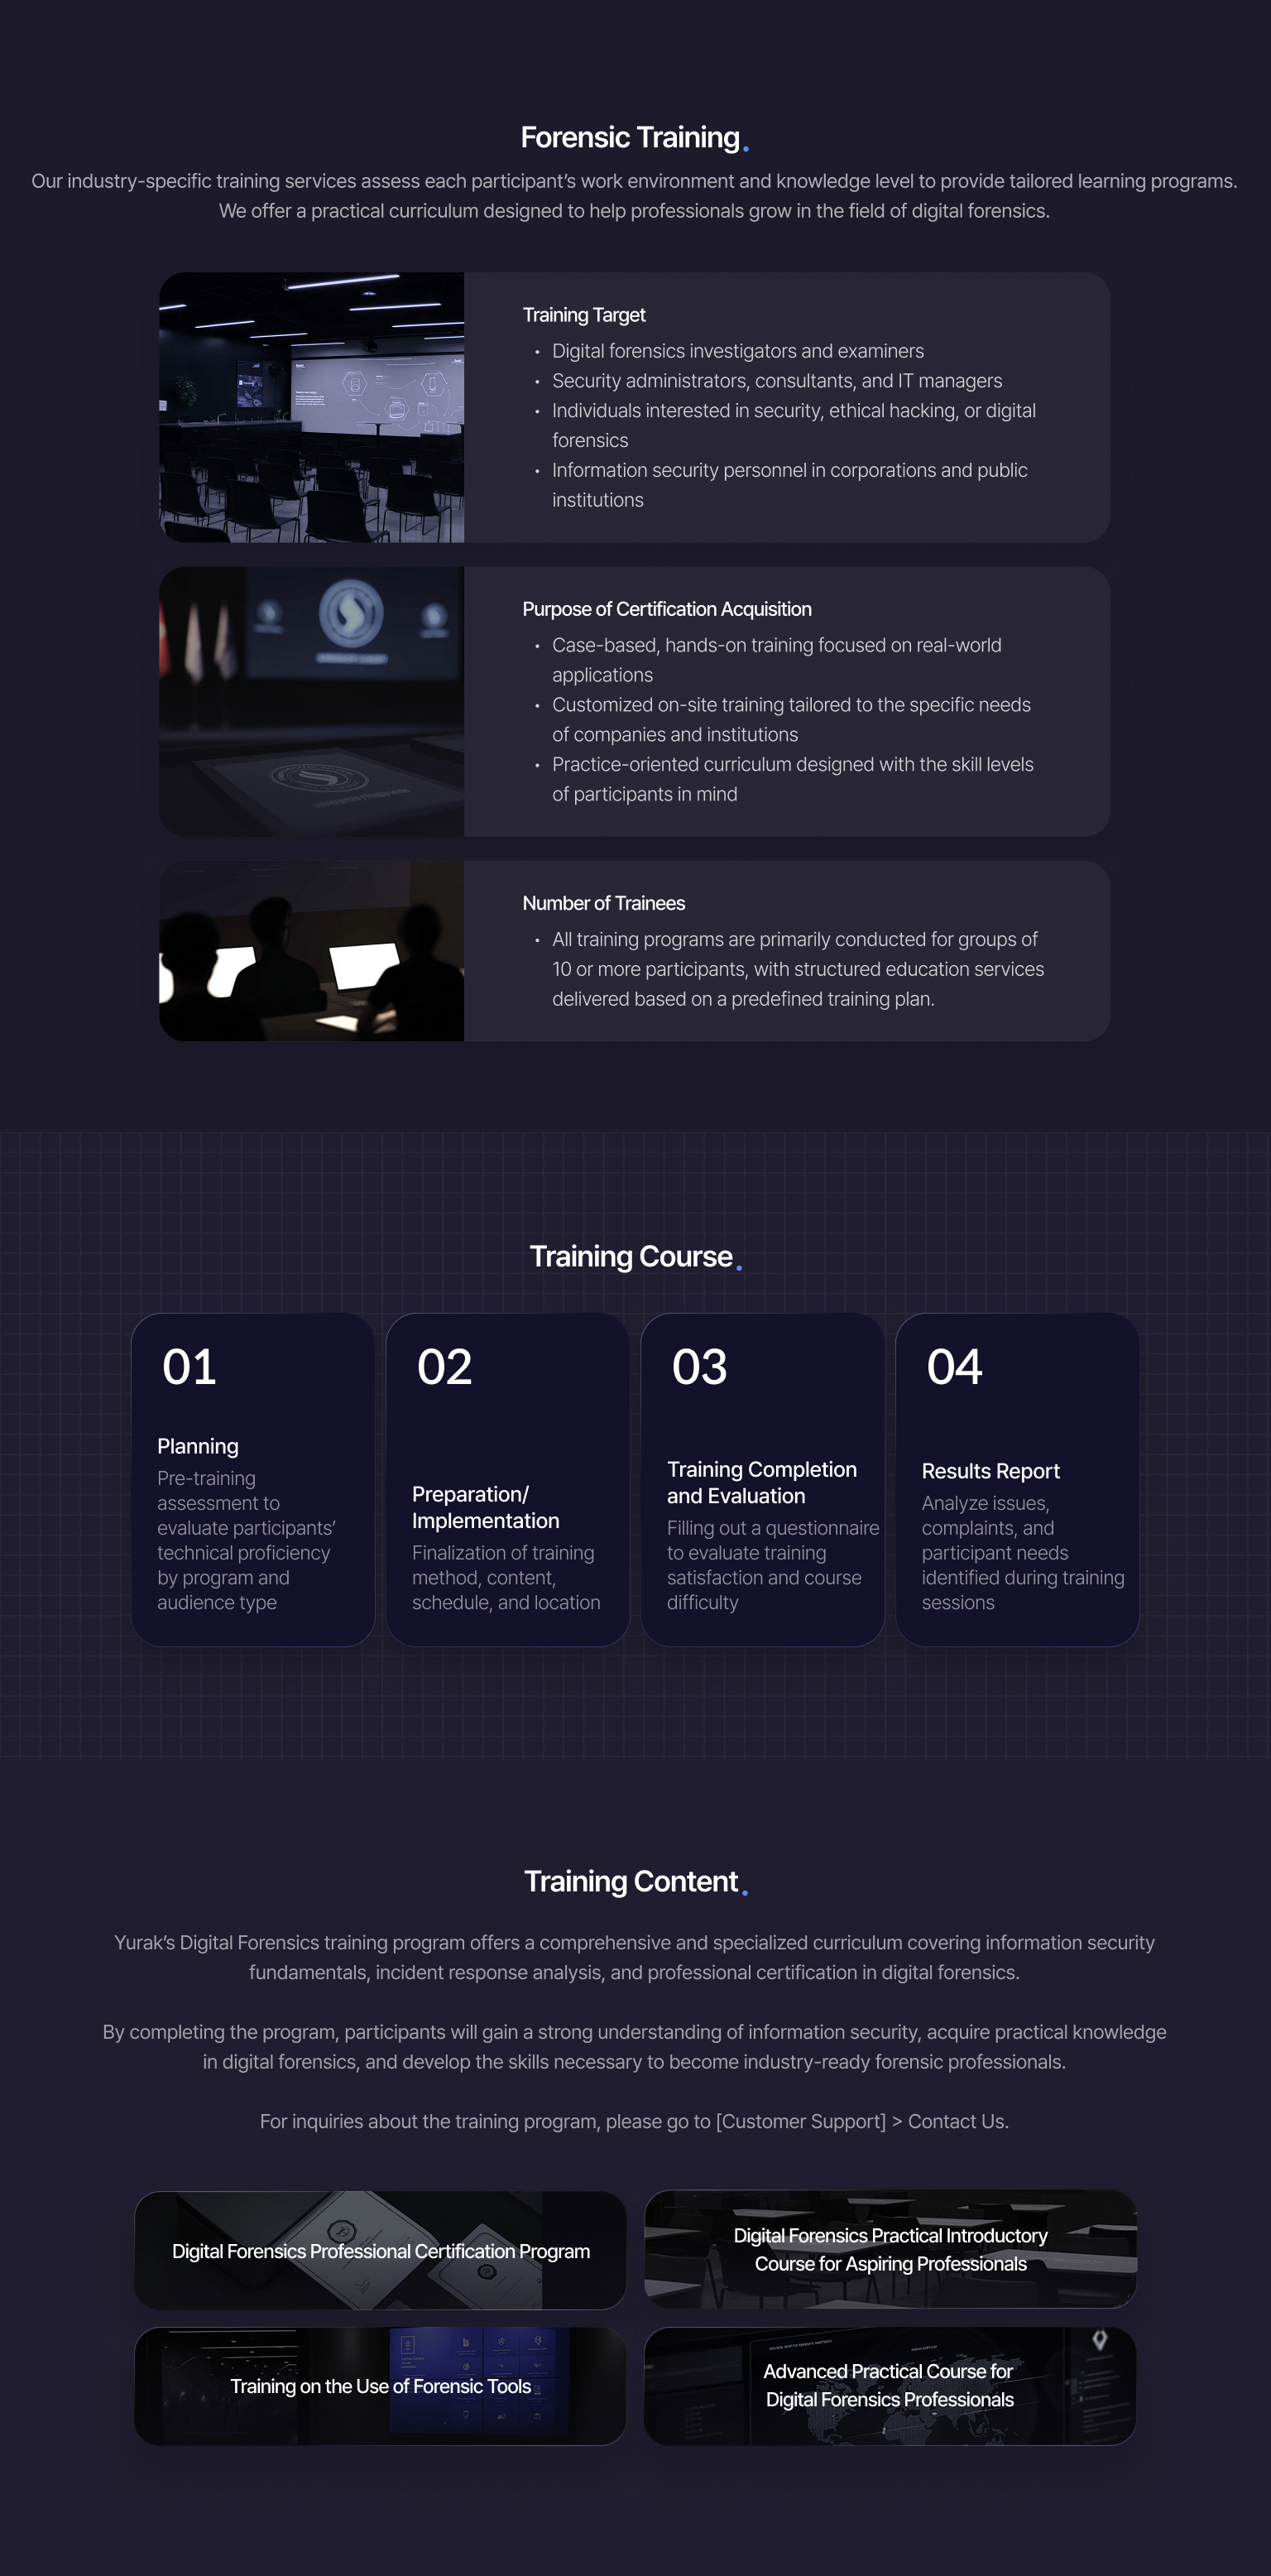 Forensic Training.
Our industry-specific training services assess each participant’s work environment and knowledge level to provide tailored learning programs.
We offer a practical curriculum designed to help professionals grow in the field of digital forensics.
Training Target
• Digital forensics investigators and examiners
• Security administrators, consultants, and IT managers
• Individuals interested in security, ethical hacking, or digital
forensics
• Information security personnel in corporations and public
institutions
Purpose of Certification Acquisition
• Case-based, hands-on training focused on real-world
applications
• Customized on-site training tailored to the specific needs
of companies and institutions
• Practice-oriented curriculum designed with the skill levels
of participants in mind
Number of Trainees
• All training programs are primarily conducted for groups of
10 or more participants, with structured education services
delivered based on a predefined training plan.
Training Course.
01
Planning
Pre-training
assessment to
evaluate participants’
technical proficiency
by program and
audience type
02
Preparation/
Implementation
Finalization of training
method, content,
schedule, and location
03
Training Completion
and Evaluation
Filling out a questionnaire
to evaluate training
satisfaction and course
difficulty
04
Results Report
Analyze issues,
complaints, and
participant needs
identified during training
sessions
Training Content.
Yurak’s Digital Forensics training program offers a comprehensive and specialized curriculum covering information security
fundamentals, incident response analysis, and professional certification in digital forensics.
By completing the program, participants will gain a strong understanding of information security, acquire practical knowledge
in digital forensics, and develop the skills necessary to become industry-ready forensic professionals.
For inquiries about the training program, please go to [Customer Support] > Contact Us.
Digital Forensics Professional Certification Program
Digital Forensics Practical Introductory
Course for Aspiring Professionals
Training on the Use of Forensic Tools
Advanced Practical Course for
Digital Forensics Professionals